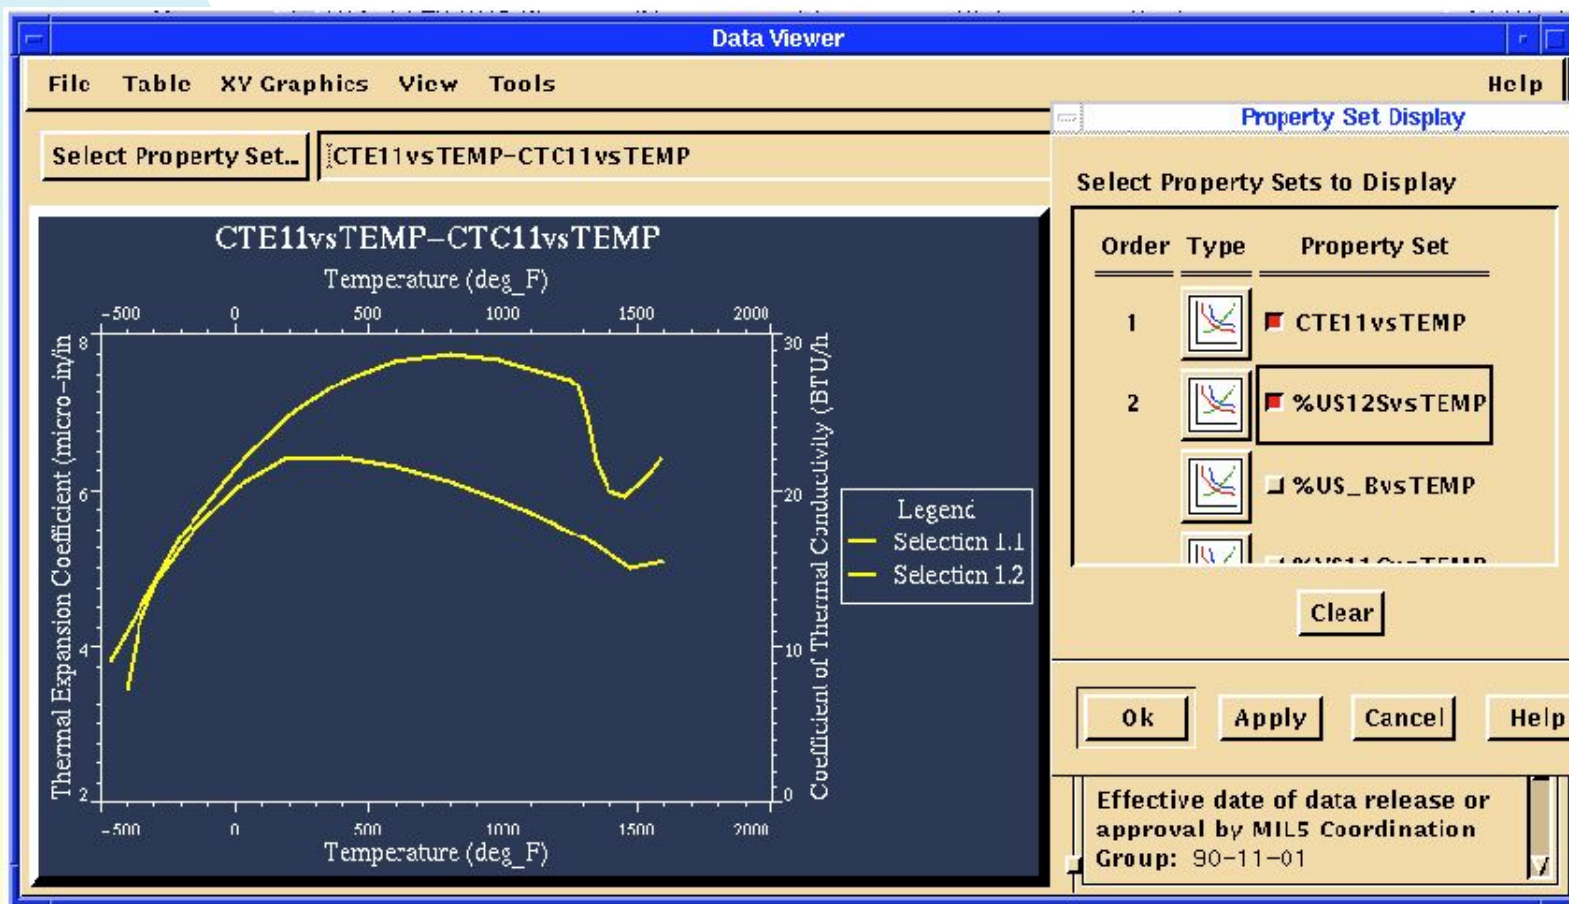 Data Viewer
File Table XY Graphics View Tools Help
Select Property Set... CTE11vsTEMP-CTC11vsTEMP
CTE11vsTEMP-CTC11vsTEMP
Temperature (deg_F)
-500 0 500 1000 1500 2000
Thermal Expansion Coefficient (micro-in/in
8
6
4
2
30
20
10
0
Coefficient of Thermal Conductivity (BTU/h
Legend
Selection 1.1
Selection 1.2
-500 0 500 1000 1500 2000
Temperature (deg_F)
Property Set Display
Select Property Sets to Display
Order Type Property Set
1 CTE11vsTEMP
2 %US12SvsTEMP
%US_BvsTEMP
Clear
Ok Apply Cancel Help
Effective date of data release or
approval by MIL5 Coordination
Group: 90-11-01